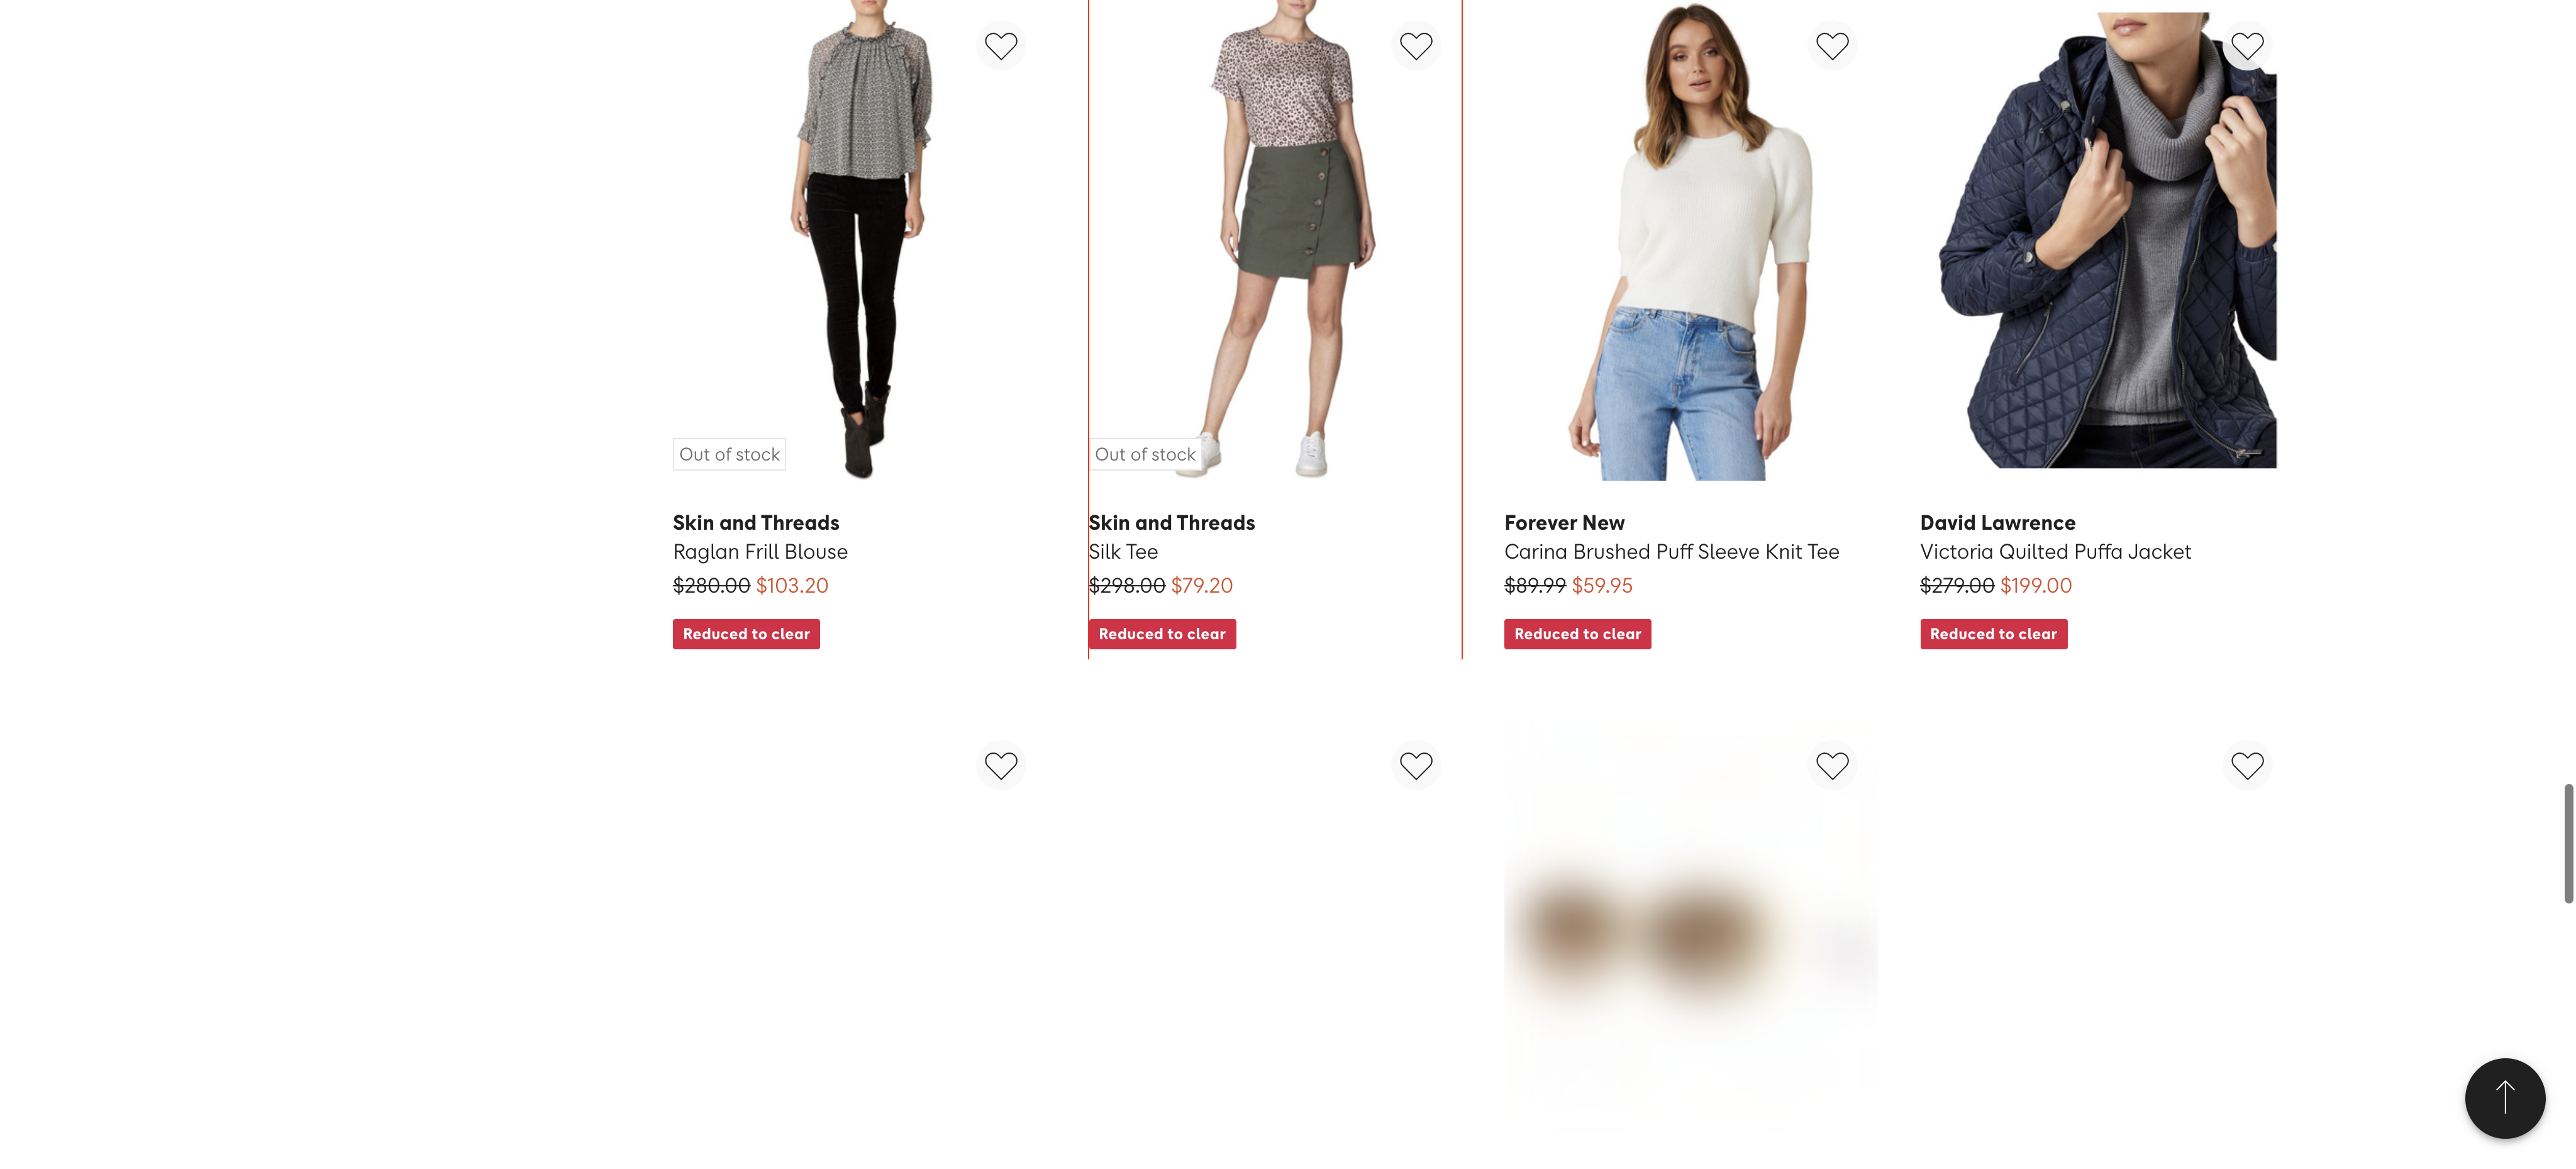 Out of stock
Skin and Threads
Raglan Frill Blouse
$280.00 $103.20
Reduced to clear
Out of stock
Skin and Threads
Silk Tee
$298.00 $79.20
Reduced to clear
Forever New
Carina Brushed Puff Sleeve Knit Tee
$89.99 $59.95
Reduced to clear
David Lawrence
Victoria Quilted Puffa Jacket
$279.00 $199.00
Reduced to clear